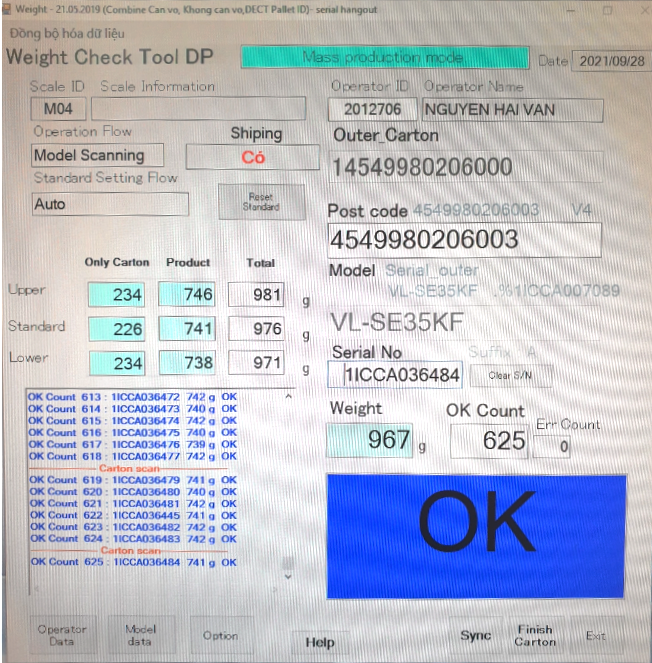 Weight - 21.05.2019 (Combine Can vo, Khong can vo,DECT Pallet ID)- serial hangout
Đồng bộ hóa dữ liệu
Weight Check Tool DP
Mass production mode
Date 2021/09/28
Scale ID Scale Information
Operator ID Operator Name
M04
2012706 NGUYEN HAI VAN
Operation Flow
Shiping
Outer_Carton
Model Scanning
Có
14549980206000
Standard Setting Flow
Auto
Reset
Standard
Post code 4549980206003 V4
4549980206003
Only Carton Product Total
Model Serial_outer
VL-SE35KF .%1ICCA007089
Upper 234 746 981 g
VL-SE35KF
Standard 226 741 976 g
Lower 234 738 971 g
Serial No Suffix A
1ICCA036484 Clear S/N
OK Count 613 : 1ICCA036472 742 g OK
OK Count 614 : 1ICCA036473 740 g OK
OK Count 615 : 1ICCA036474 742 g OK
OK Count 616 : 1ICCA036475 740 g OK
OK Count 617 : 1ICCA036476 739 g OK
OK Count 618 : 1ICCA036477 742 g OK
Carton scan
OK Count 619 : 1ICCA036479 741 g OK
OK Count 620 : 1ICCA036480 740 g OK
OK Count 621 : 1ICCA036481 742 g OK
OK Count 622 : 1ICCA036445 741 g OK
OK Count 623 : 1ICCA036482 742 g OK
OK Count 624 : 1ICCA036483 742 g OK
Carton scan
OK Count 625 : 1ICCA036484 741 g OK
Weight OK Count Err Count
967 g 625 0
OK
Operator
Data
Model
data
Option
Help
Sync
Finish
Carton
Exit